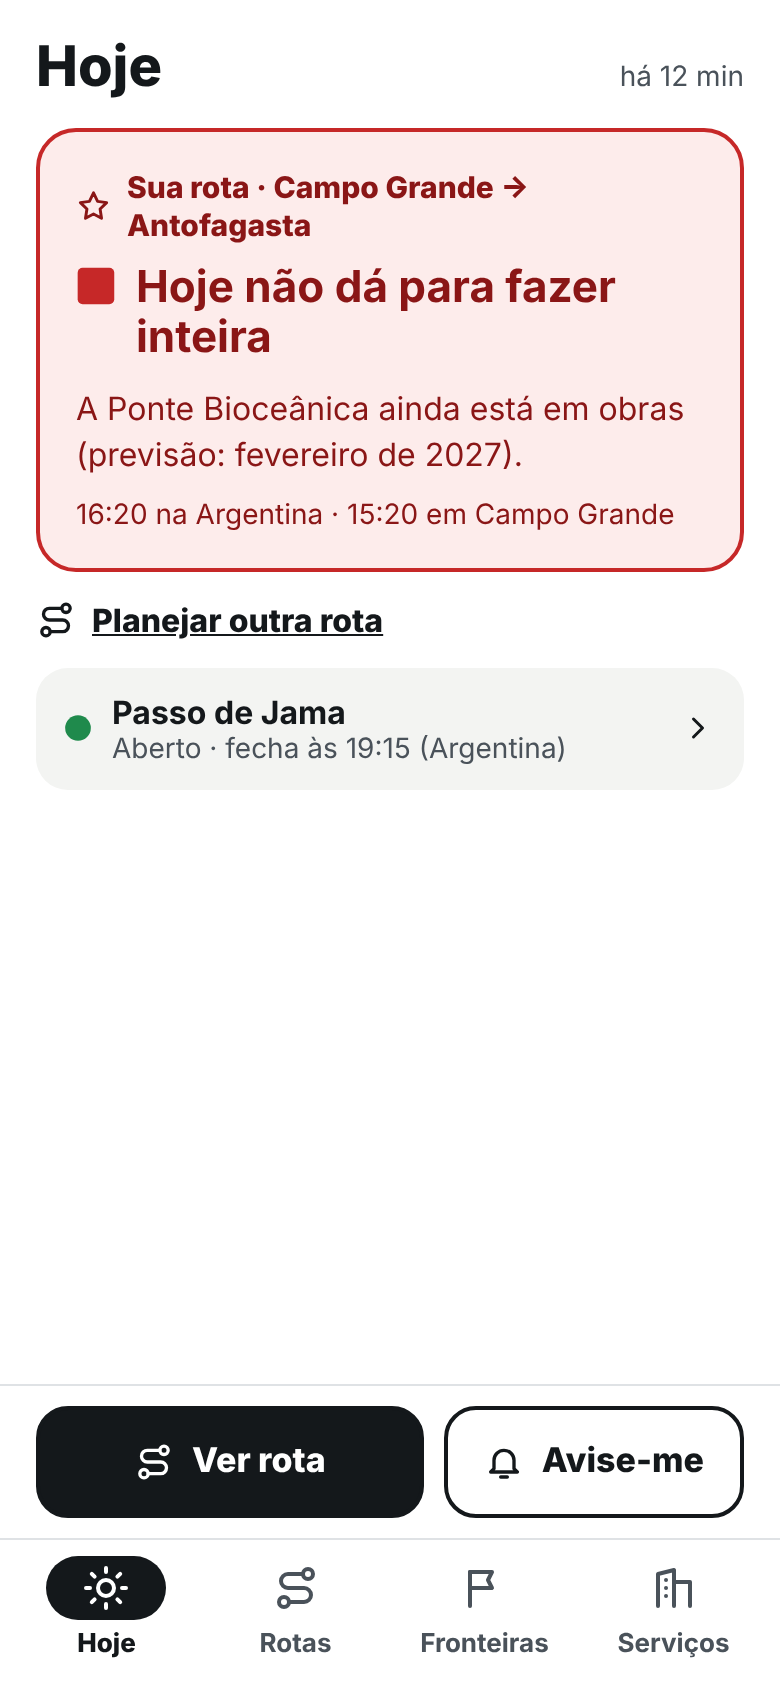 Hoje
há 12 min
Sua rota · Campo Grande →
Antofagasta
Hoje não dá para fazer
inteira
A Ponte Bioceânica ainda está em obras
(previsão: fevereiro de 2027).
16:20 na Argentina · 15:20 em Campo Grande
Planejar outra rota
Passo de Jama
Aberto · fecha às 19:15 (Argentina)
Ver rota
Avise-me
Hoje
Rotas
Fronteiras
Serviços